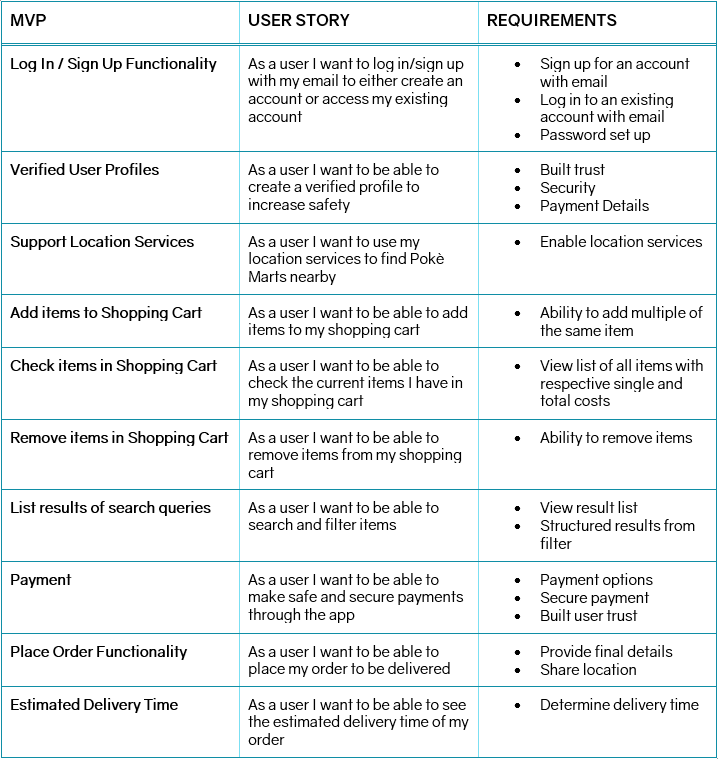 MVP
USER STORY
REQUIREMENTS
Log In / Sign Up Functionality
As a user I want to log in/sign up
with my email to either create an
account or access my existing
account
• Sign up for an account
with email
• Log in to an existing
account with email
• Password set up
Verified User Profiles
As a user I want to be able to
create a verified profile to
increase safety
• Built trust
• Security
• Payment Details
Support Location Services
As a user I want to use my
location services to find Pokè
Marts nearby
• Enable location services
Add items to Shopping Cart
As a user I want to be able to add
items to my shopping cart
• Ability to add multiple of
the same item
Check items in Shopping Cart
As a user I want to be able to
check the current items I have in
my shopping cart
• View list of all items with
respective single and
total costs
Remove items in Shopping Cart
As a user I want to be able to
remove items from my shopping
cart
• Ability to remove items
List results of search queries
As a user I want to be able to
search and filter items
• View result list
• Structured results from
filter
Payment
As a user I want to be able to
make safe and secure payments
through the app
• Payment options
• Secure payment
• Built user trust
Place Order Functionality
As a user I want to be able to
place my order to be delivered
• Provide final details
• Share location
Estimated Delivery Time
As a user I want to be able to see
the estimated delivery time of my
order
• Determine delivery time